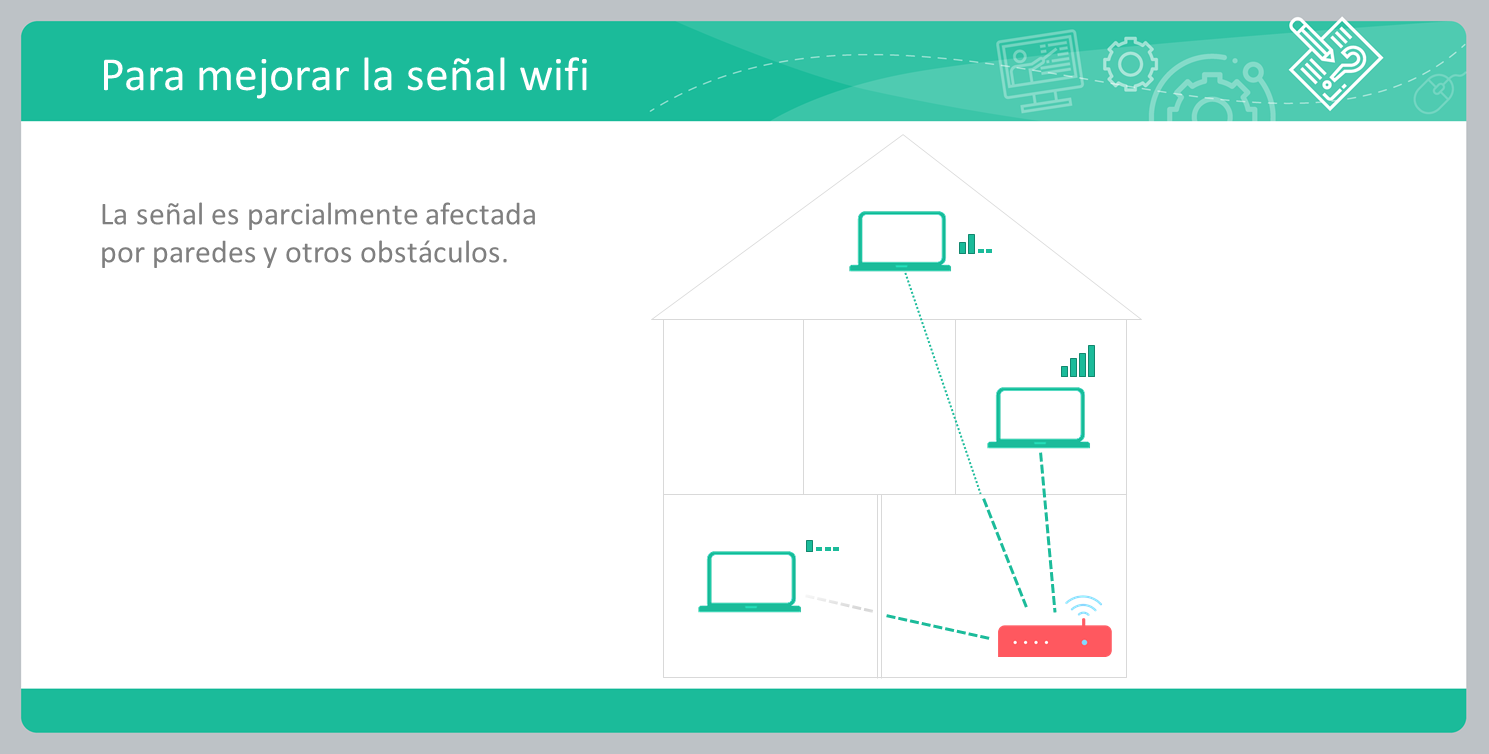 Para mejorar la señal wifi
La señal es parcialmente afectada
por paredes y otros obstáculos.